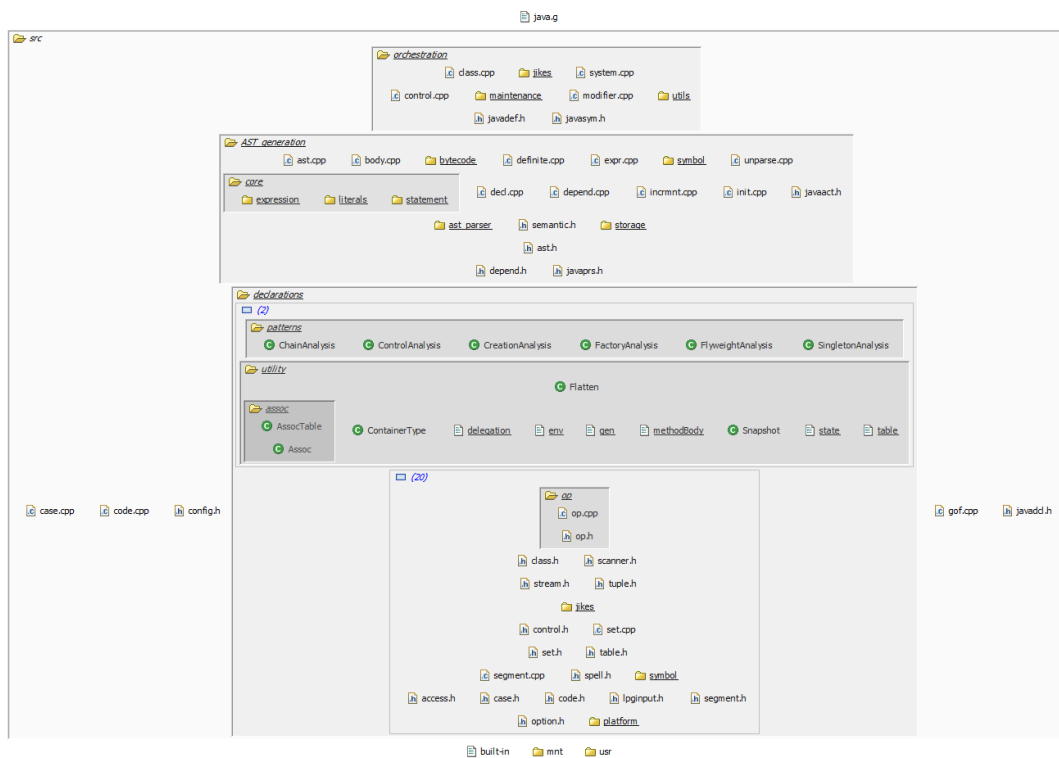 java.g
src
orchestration
class.cpp jikes system.cpp
control.cpp maintenance modifier.cpp utils
javadef.h javasym.h
AST generation
ast.cpp body.cpp bytecode definite.cpp expr.cpp symbol unparse.cpp
core
expression literals statement
decl.cpp depend.cpp incrmnt.cpp init.cpp javaact.h
ast parser semantic.h storage
ast.h
depend.h javaprs.h
declarations
(2)
patterns
ChainAnalysis ControlAnalysis CreationAnalysis FactoryAnalysis FlyweightAnalysis SingletonAnalysis
utility
Flatten
assoc
AssocTable
Assoc
ContainerType delegation env gen methodBody Snapshot state table
(20)
op
op.cpp
op.h
case.cpp code.cpp config.h
gof.cpp javadcl.h
class.h scanner.h
stream.h tuple.h
jikes
control.h set.cpp
set.h table.h
segment.cpp spell.h symbol
access.h case.h code.h lpginput.h segment.h
option.h platform
built-in mnt usr